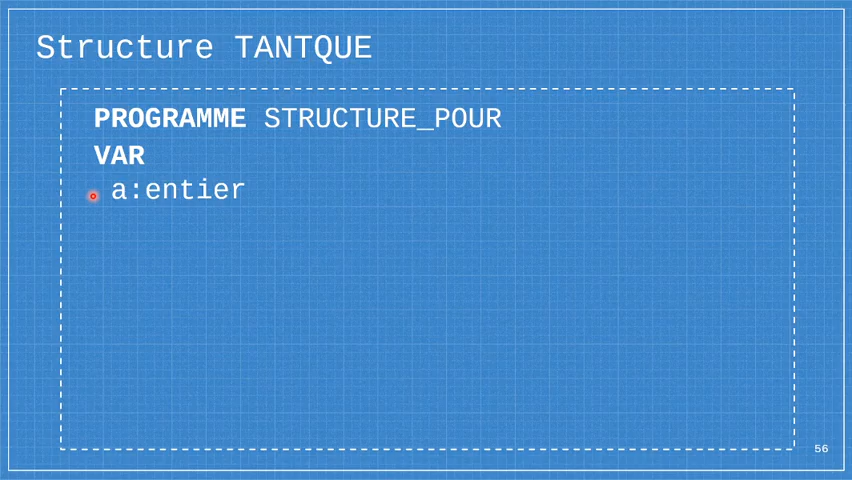 Structure TANTQUE
PROGRAMME STRUCTURE_POUR
VAR
a:entier
56